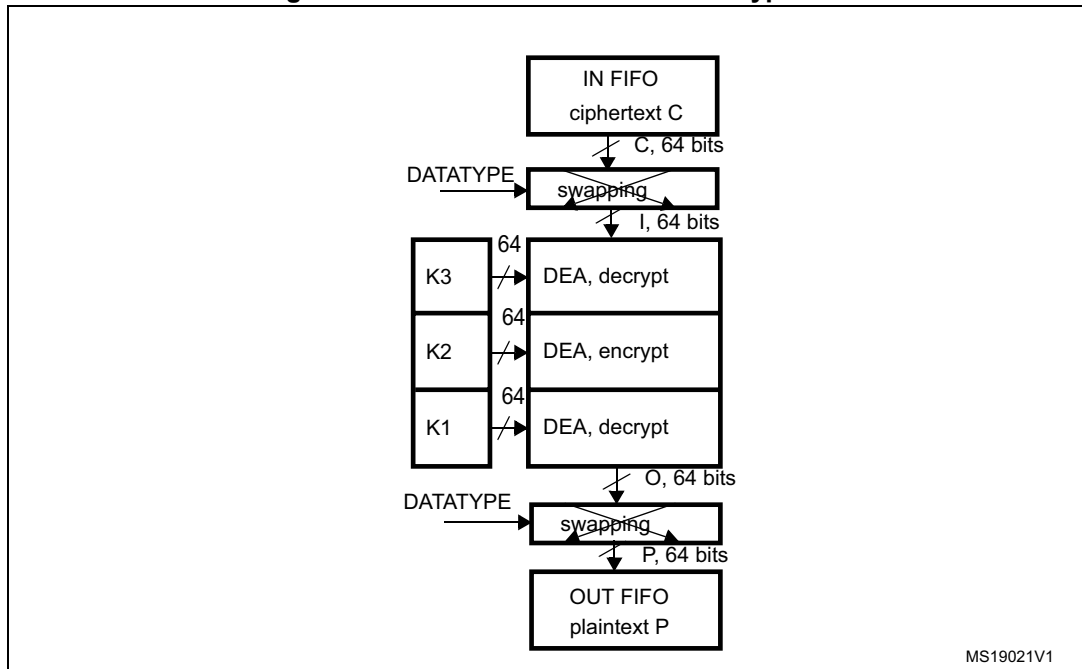 IN FIFO
ciphertext C
C, 64 bits
DATATYPE
swapping
I, 64 bits
64
K3
DEA, decrypt
64
K2
DEA, encrypt
64
K1
DEA, decrypt
O, 64 bits
DATATYPE
swapping
P, 64 bits
OUT FIFO
plaintext P
MS19021V1